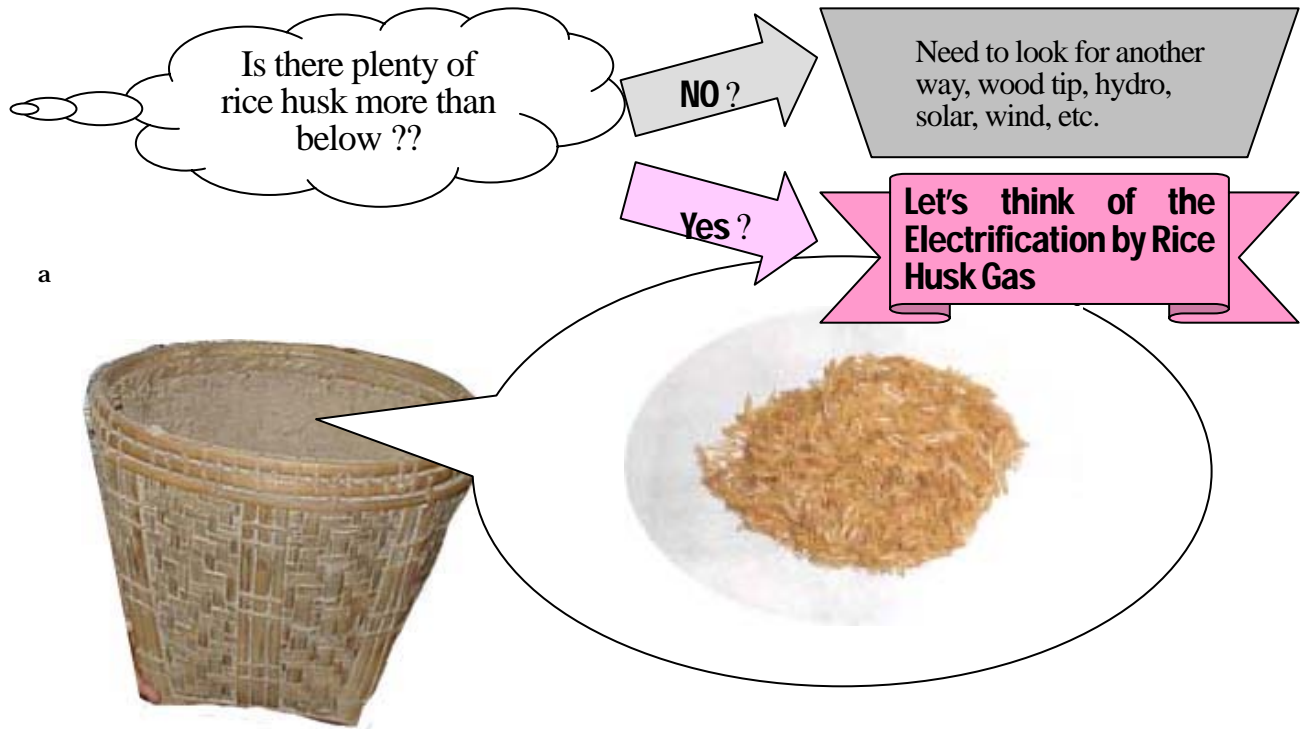 Is there plenty of
rice husk more than
below ??
NO ?
Need to look for another
way, wood tip, hydro,
solar, wind, etc.
Yes ?
Let's think of the
Electrification by Rice
Husk Gas
a